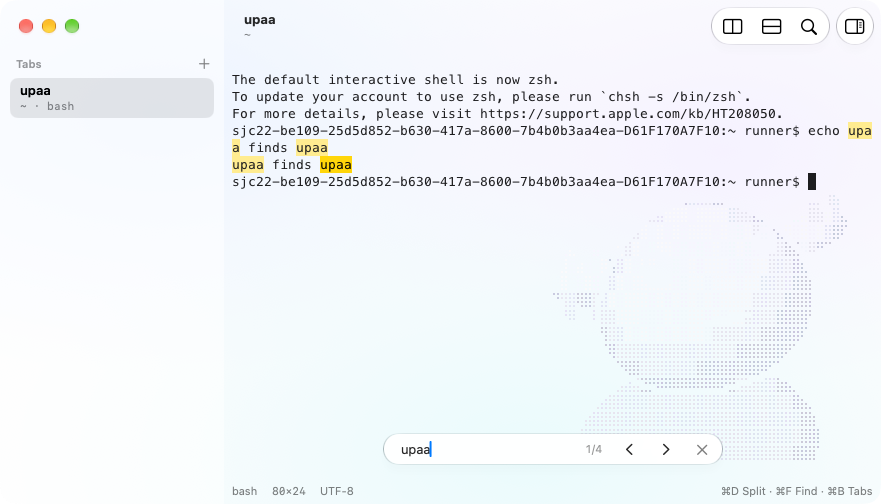 upaa
~
Tabs
upaa
~ · bash
The default interactive shell is now zsh.
To update your account to use zsh, please run `chsh -s /bin/zsh`.
For more details, please visit https://support.apple.com/kb/HT208050.
sjc22-be109-25d5d852-b630-417a-8600-7b4b0b3aa4ea-D61F170A7F10:~ runner$ echo upa
a finds upaa
upaa finds upaa
sjc22-be109-25d5d852-b630-417a-8600-7b4b0b3aa4ea-D61F170A7F10:~ runner$
upaa 1/4
bash 80×24 UTF-8 ⌘D Split · ⌘F Find · ⌘B Tabs